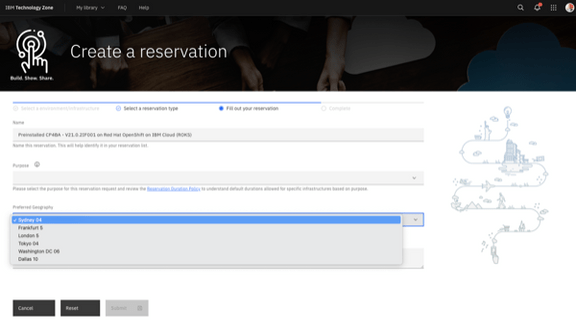 IBM Technology Zone
My library
FAQ
Help
Build. Show. Share.
Create a reservation
Select a environment/infrastructure
Select a reservation type
Fill out your reservation
Complete
Name
Preinstalled CP4BA - V21.0.2IF001 on Red Hat OpenShift on IBM Cloud (ROKS)
Name this reservation. This will help identify it in your reservation list.
Purpose
Please select the purpose for this reservation request and review the Reservation Duration Policy to understand default durations allowed for specific infrastructures based on purpose.
Preferred Geography
✓ Sydney 04
Frankfurt 5
London 5
Tokyo 04
Washington DC 06
Dallas 10
Cancel
Reset
Submit